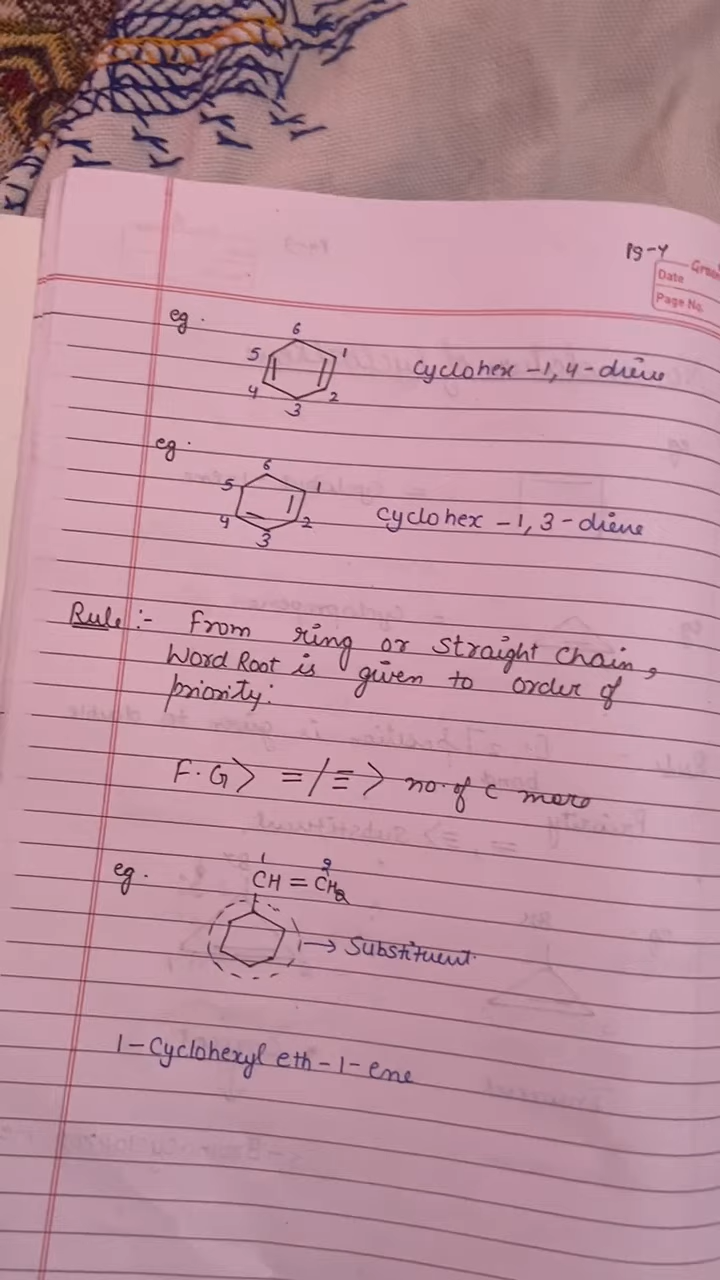 Pg-4
Date
Page No.
eg.
6
5 1
4 2
3
Cyclohex -1,4-diene
eg.
6
5 1
4 2
3
Cyclohex -1,3-diene
Rule:- From ring or straight chain,
Word Root is given to order of
priority:
F.G > =/≡ > no. of C more
eg.
1 2
CH = CH2
→ Substituent
1-Cyclohexyl eth-1-ene